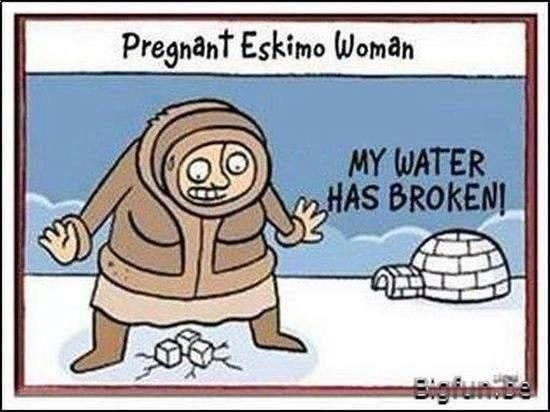 Pregnant Eskimo Woman
MY WATER
HAS BROKEN!
Bigfun.Be